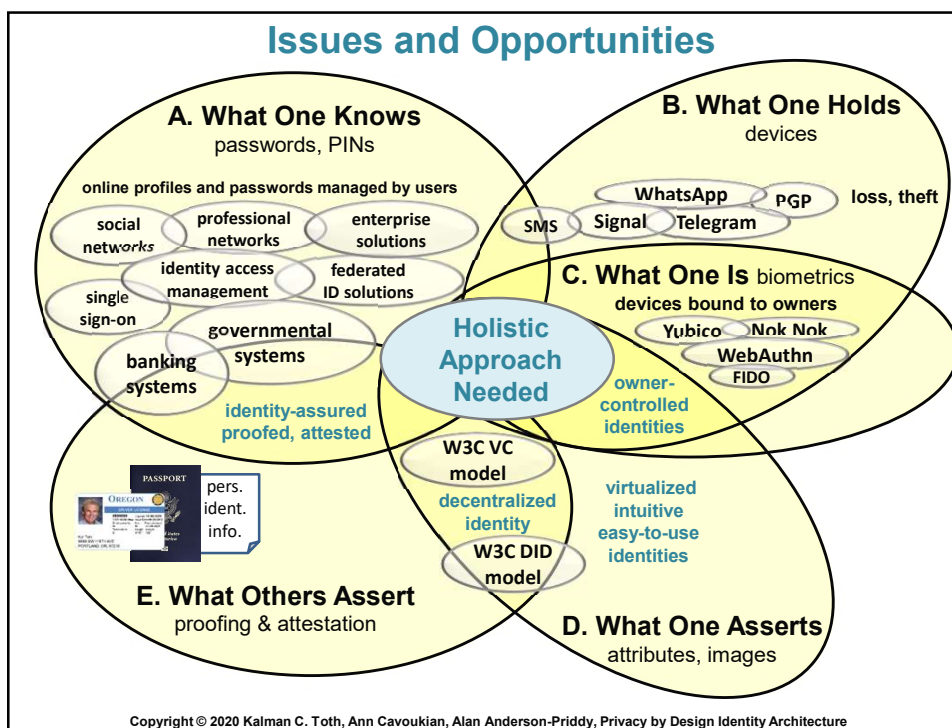 Issues and Opportunities
A. What One Knows
passwords, PINs
online profiles and passwords managed by users
social
networks
professional
networks
enterprise
solutions
identity access
management
federated
ID solutions
single
sign-on
governmental
systems
banking
systems
identity-assured
proofed, attested
B. What One Holds
devices
WhatsApp
PGP
loss, theft
SMS
Signal
Telegram
C. What One Is biometrics
devices bound to owners
Yubico
Nok Nok
WebAuthn
FIDO
Holistic
Approach
Needed
owner-
controlled
identities
W3C VC
model
decentralized
identity
W3C DID
model
virtualized
intuitive
easy-to-use
identities
PASSPORT
OREGON
pers.
ident.
info.
E. What Others Assert
proofing & attestation
D. What One Asserts
attributes, images
Copyright © 2020 Kalman C. Toth, Ann Cavoukian, Alan Anderson-Priddy, Privacy by Design Identity Architecture